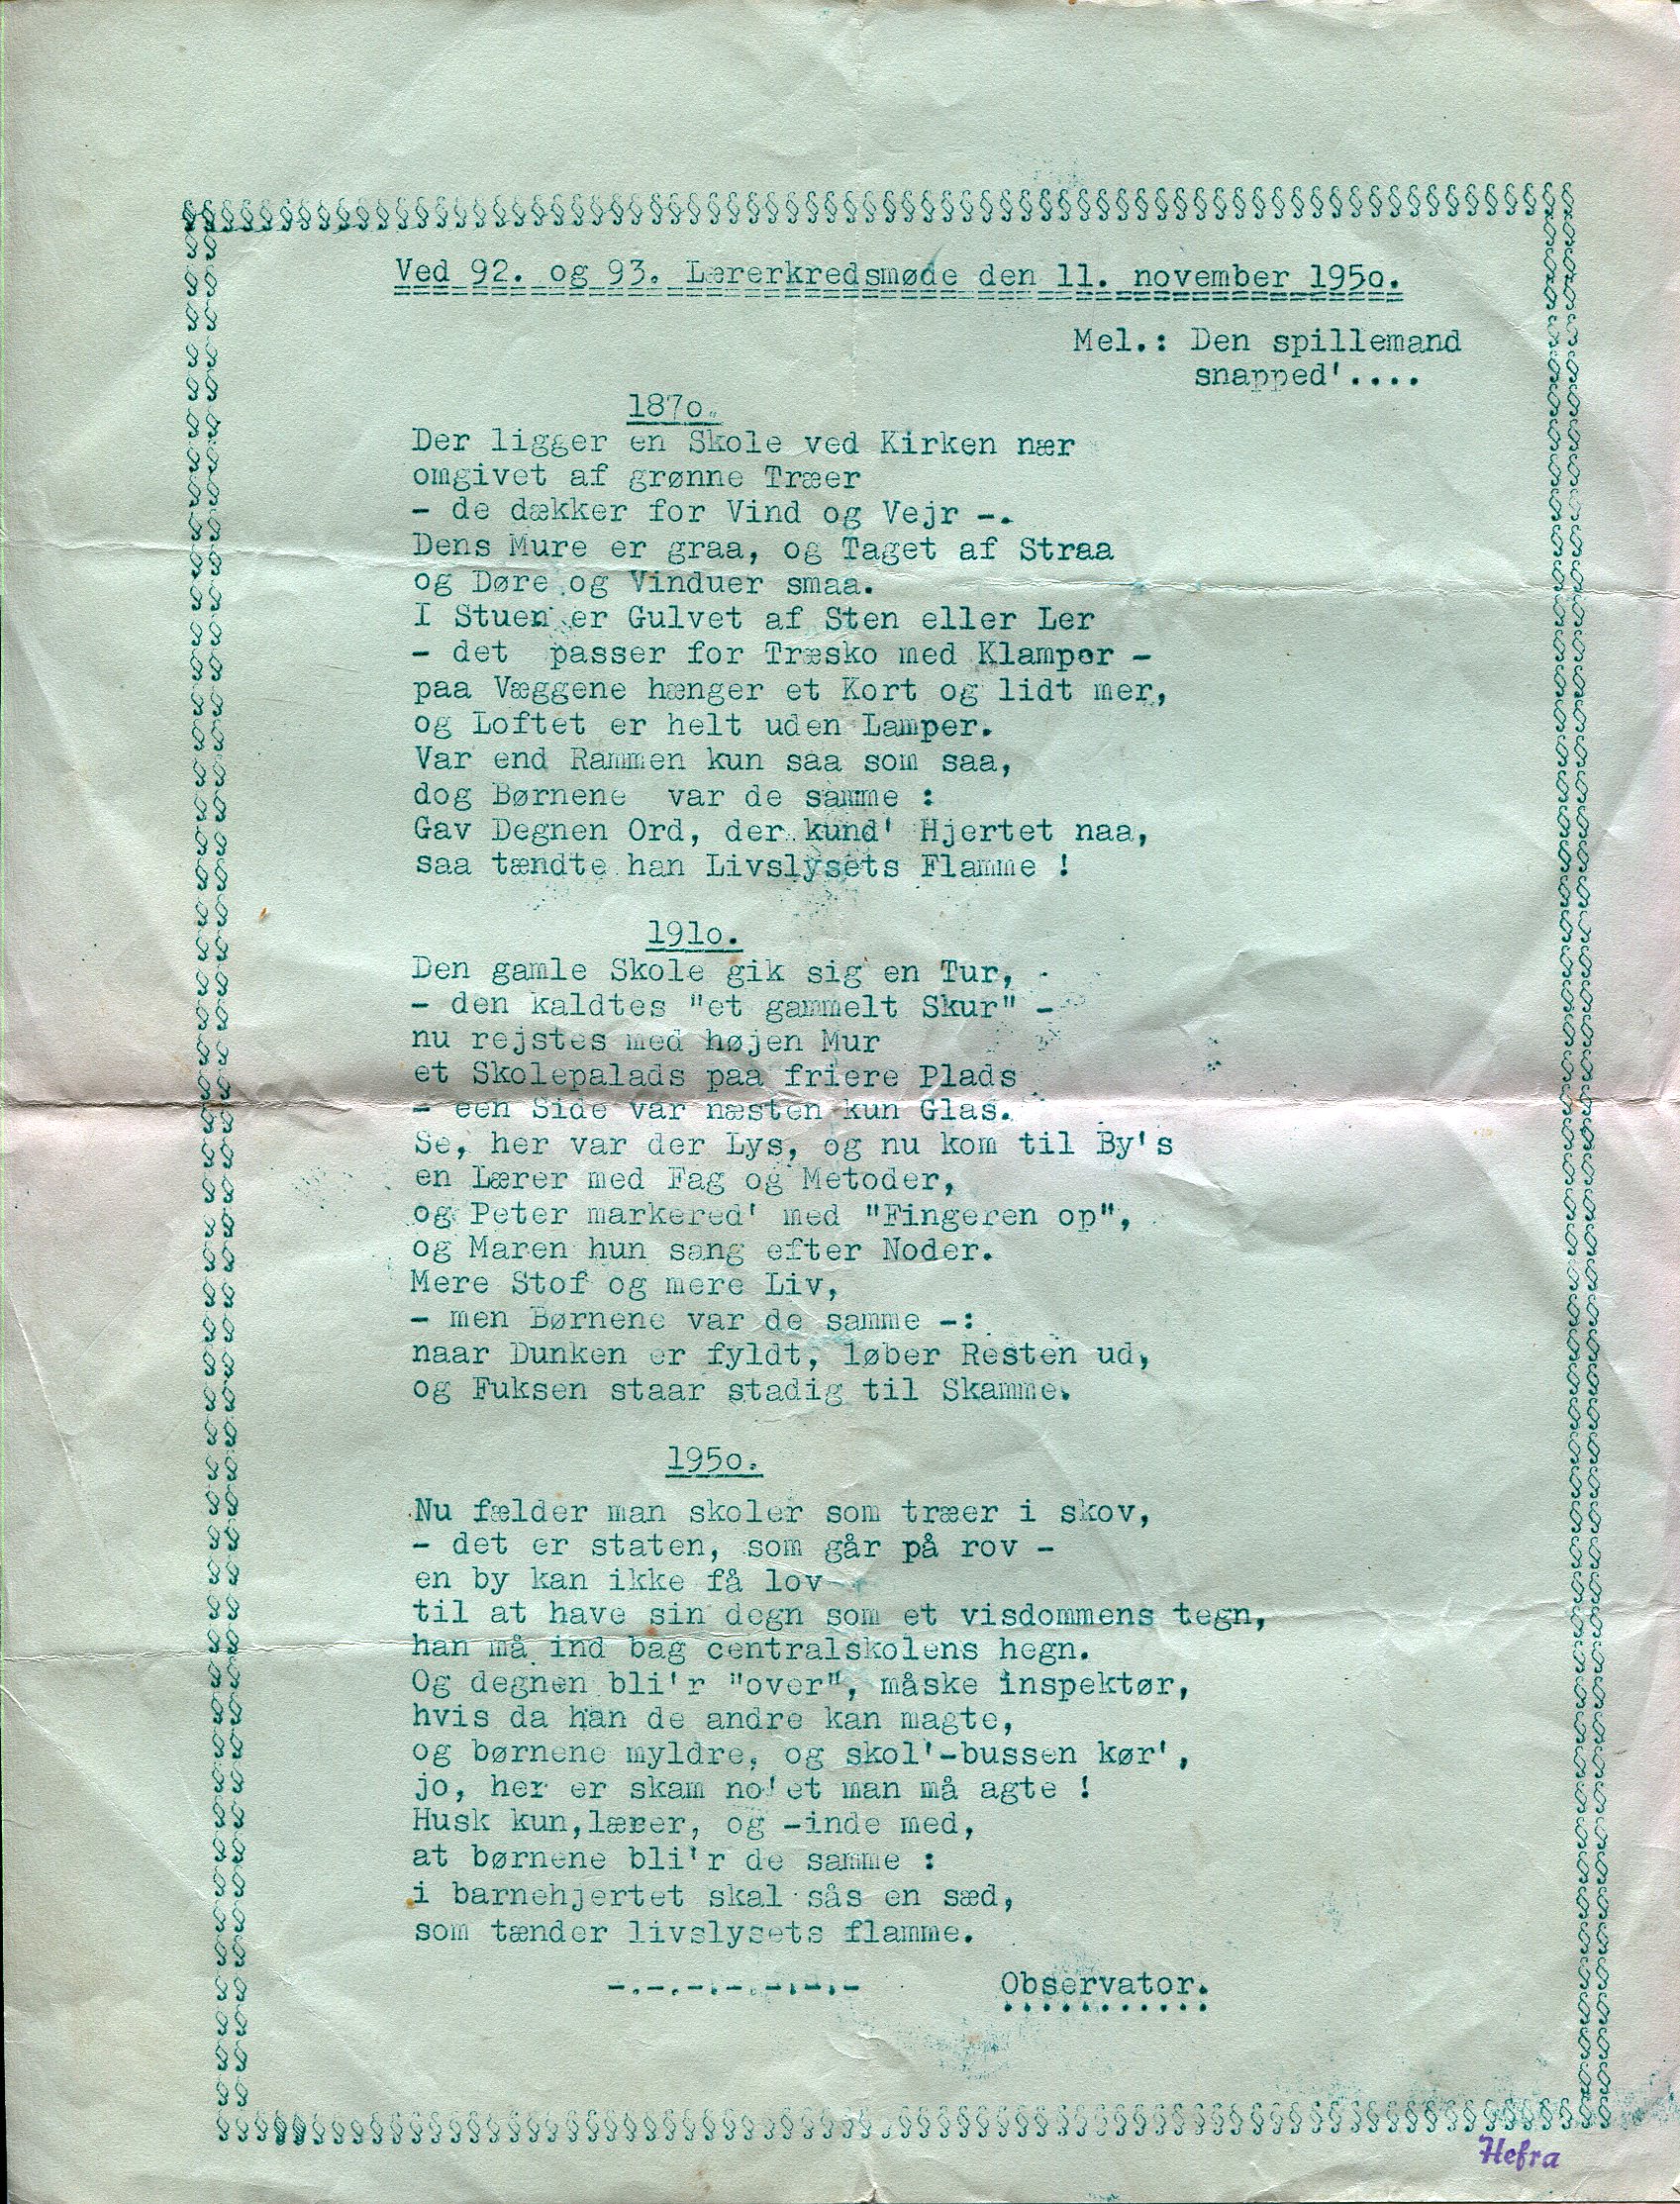 Ved 92. og 93. Lærerkredsmøde den 11. november 195o.
Mel.: Den spillemand
snapped'....
187o.
Der ligger en Skole ved Kirken nær
omgivet af grønne Træer
- de dækker for Vind og Vejr -.
Dens Mure er graa, og Taget af Straa
og Døre og Vinduer smaa.
I Stuen er Gulvet af Sten eller Ler
- det passer for Træsko med Klamper -
paa Væggene hænger et Kort og lidt mer,
og Loftet er helt uden Lamper.
Var end Rammen kun saa som saa,
dog Børnene var de samme :
Gav Degnen Ord, der kund' Hjertet naa,
saa tændte han Livslysets Flamme !
191o.
Den gamle Skole gik sig en Tur,
- den kaldtes "et gammelt Skur" -
nu rejstes med højen Mur
et Skolepalads paa friere Plads
- een Side var næsten kun Glas.
Se, her var der Lys, og nu kom til By's
en Lærer med Fag og Metoder,
og Peter markered' med "Fingeren op",
og Maren hun sang efter Noder.
Mere Stof og mere Liv,
- men Børnene var de samme -:
naar Dunken er fyldt, løber Resten ud,
og Fuksen staar stadig til Skamme.
195o.
Nu fælder man skoler som træer i skov,
- det er staten, som går på rov -
en by kan ikke få lov
til at have sin degn som et visdommens tegn,
han må ind bag centralskolens hegn.
Og degnen bli'r "over", måske inspektør,
hvis da han de andre kan magte,
og børnene myldre, og skol'-bussen kør',
jo, her er skam no'et man må agte !
Husk kun,lærer, og -inde med,
at børnene bli'r de samme :
i barnehjertet skal sås en sæd,
som tænder livslysets flamme.
-.-.-.-.-.-.-
Observator.
Hefra